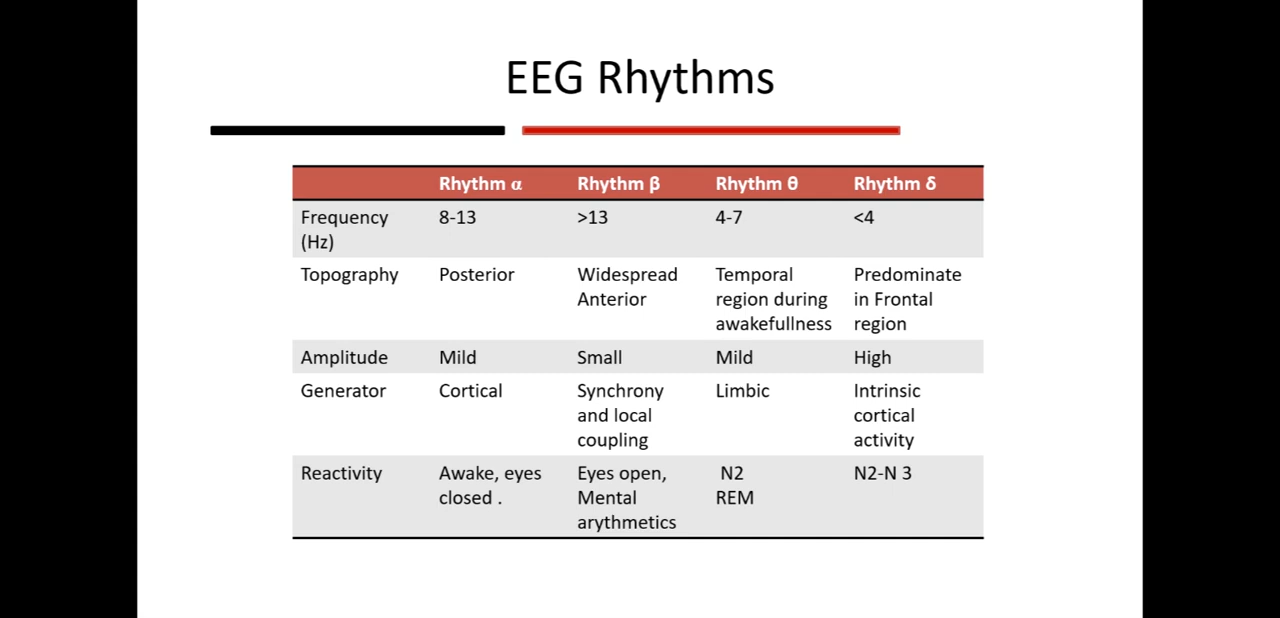 EEG Rhythms
Rhythm α Rhythm β Rhythm θ Rhythm δ
Frequency (Hz) 8-13 >13 4-7 <4
Topography Posterior Widespread Anterior Temporal region during awakefullness Predominate in Frontal region
Amplitude Mild Small Mild High
Generator Cortical Synchrony and local coupling Limbic Intrinsic cortical activity
Reactivity Awake, eyes closed . Eyes open, Mental arythmetics N2 REM N2-N 3